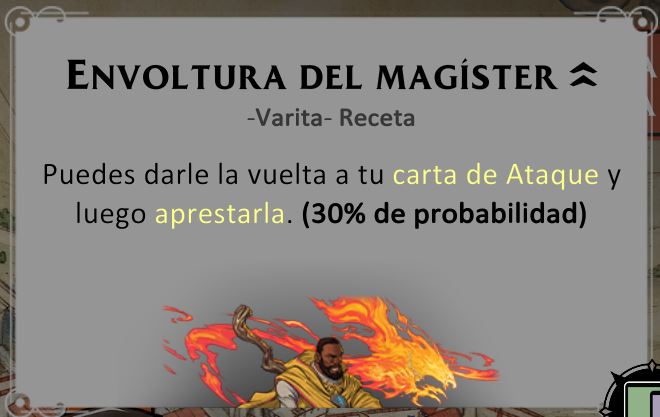 ENVOLTURA DEL MAGÍSTER
-Varita- Receta
Puedes darle la vuelta a tu carta de Ataque y
luego aprestarla. (30% de probabilidad)